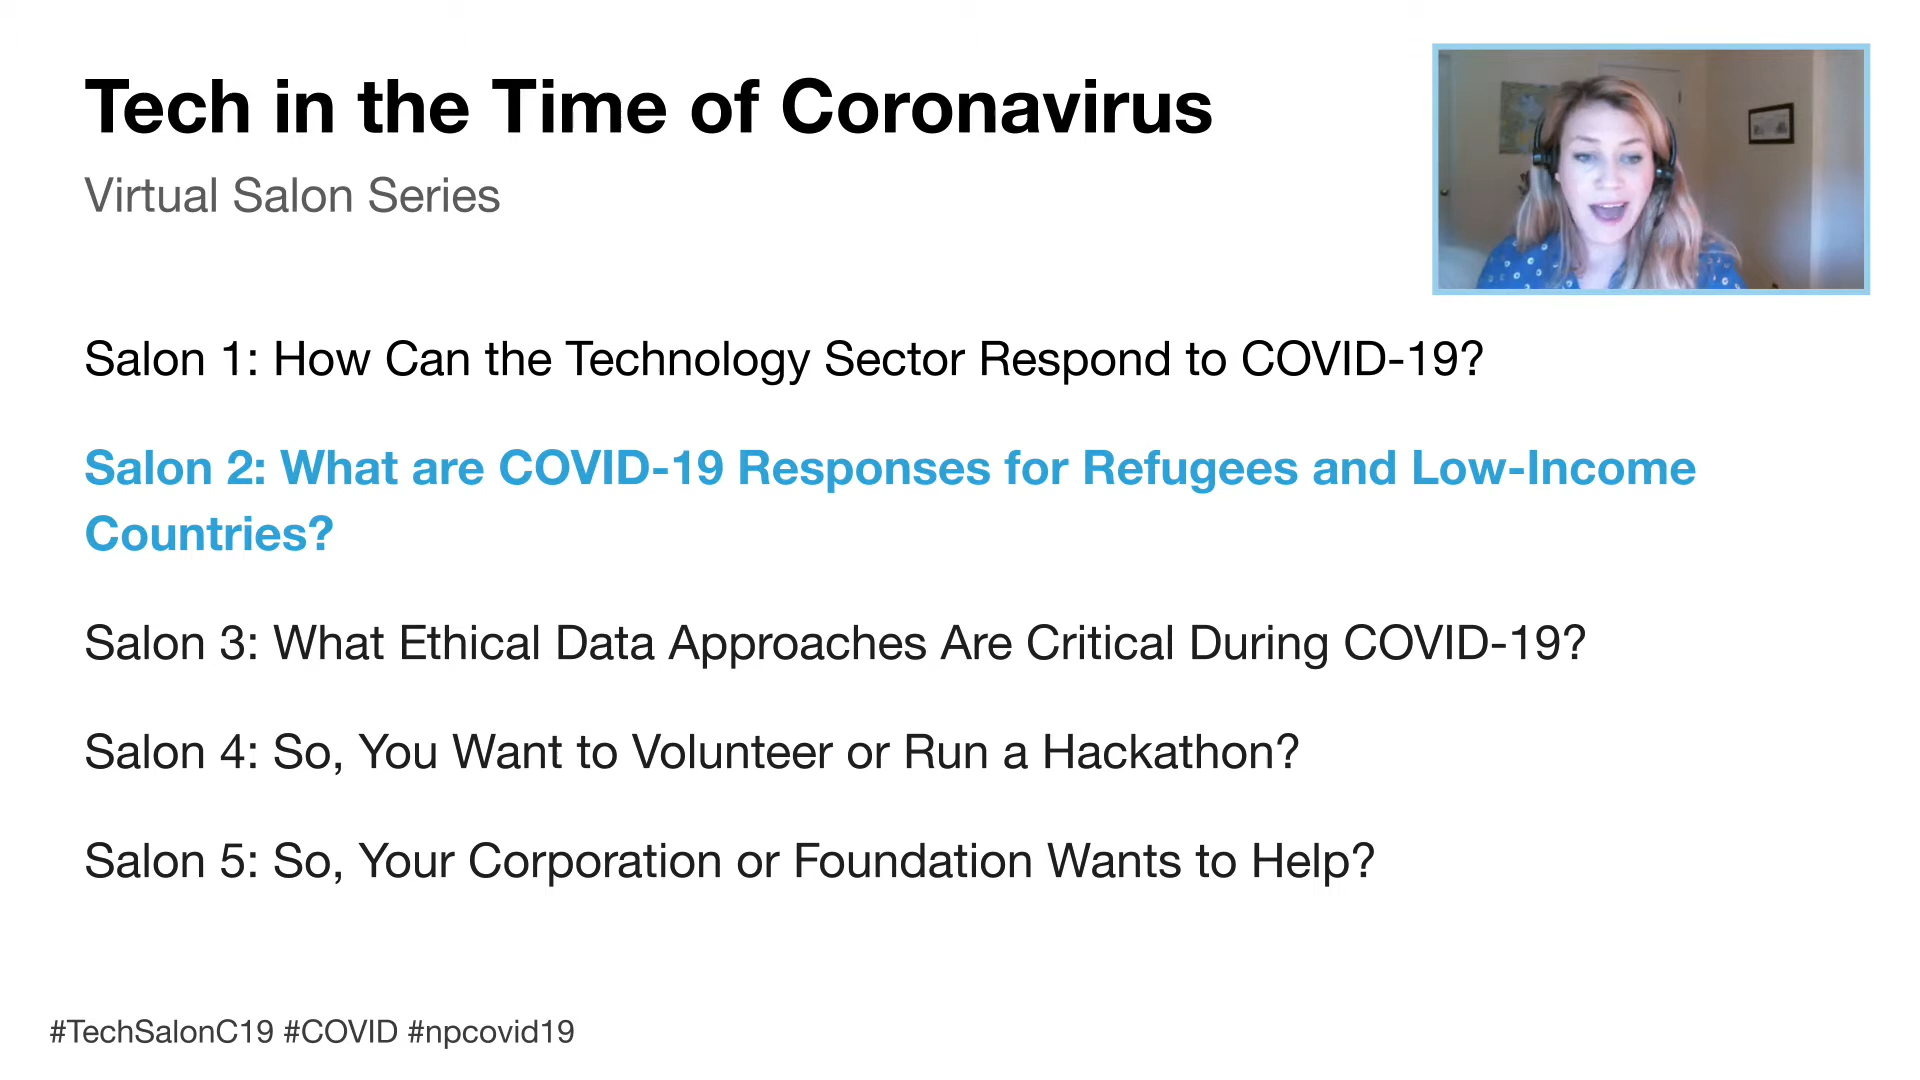 Tech in the Time of Coronavirus
Virtual Salon Series
Salon 1: How Can the Technology Sector Respond to COVID-19?
Salon 2: What are COVID-19 Responses for Refugees and Low-Income
Countries?
Salon 3: What Ethical Data Approaches Are Critical During COVID-19?
Salon 4: So, You Want to Volunteer or Run a Hackathon?
Salon 5: So, Your Corporation or Foundation Wants to Help?
#TechSalonC19 #COVID #npcovid19